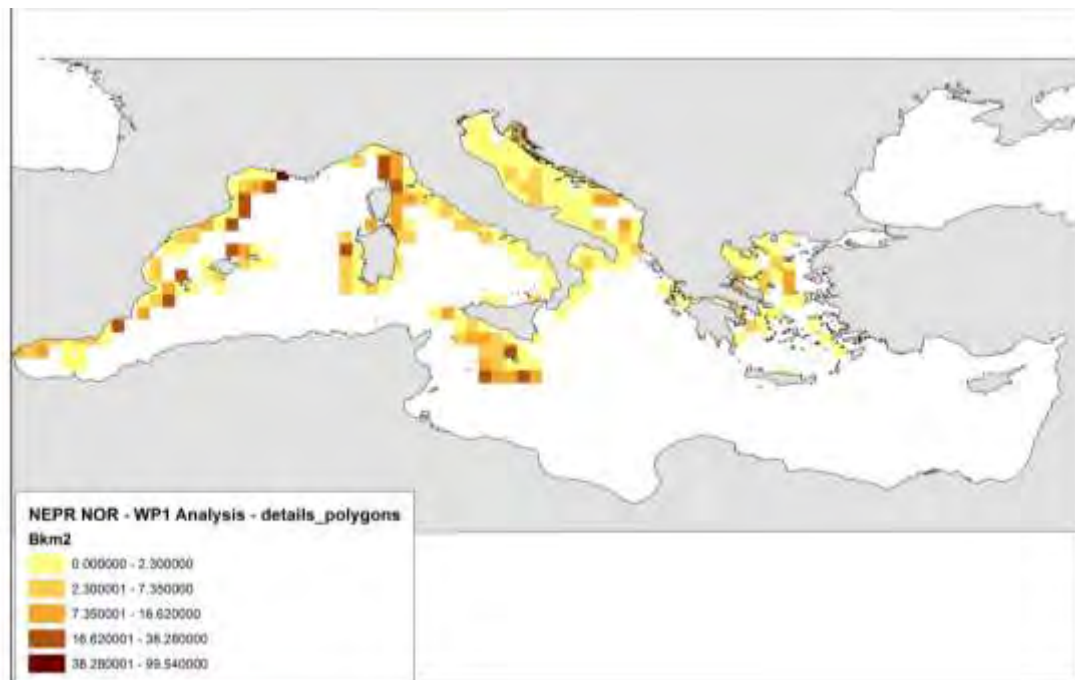 NEPR NOR - WP1 Analysis - details_polygons
Bkm2
0.000000 - 2.300000
2.300001 - 7.350000
7.350001 - 16.620000
16.620001 - 38.280000
38.280001 - 99.540000